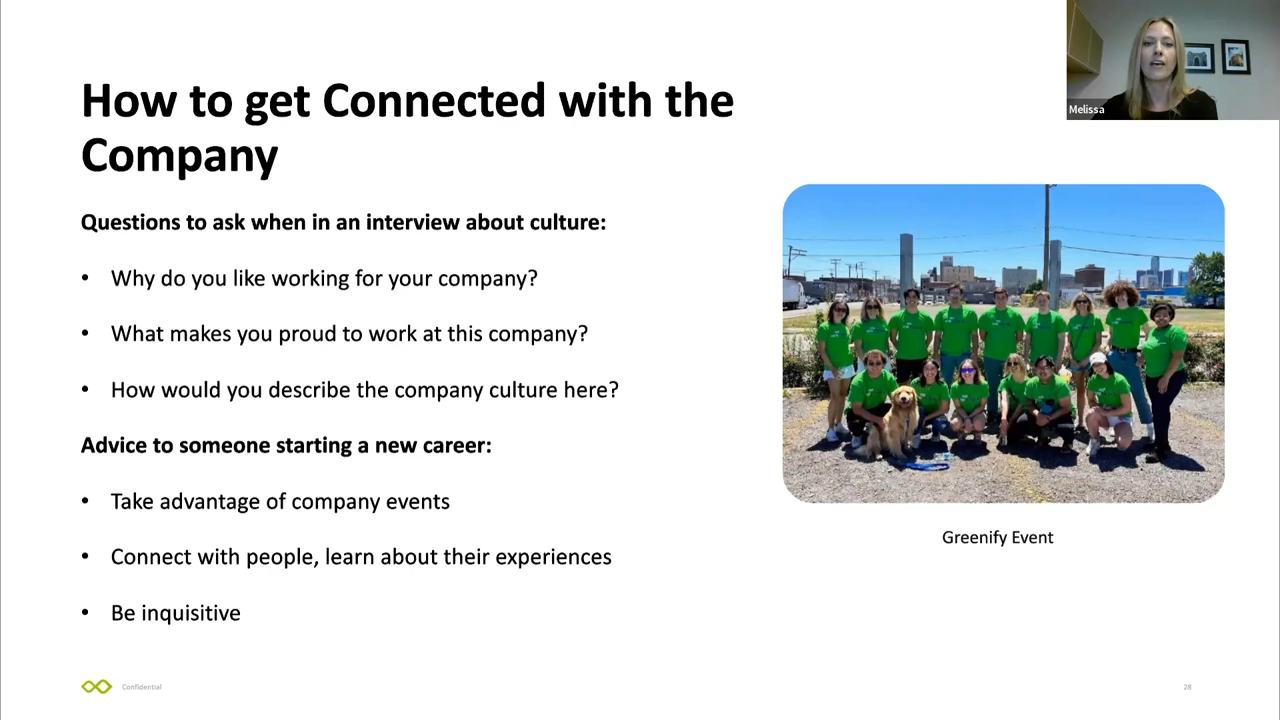 How to get Connected with the
Company
Melissa
Questions to ask when in an interview about culture:
• Why do you like working for your company?
• What makes you proud to work at this company?
• How would you describe the company culture here?
Advice to someone starting a new career:
• Take advantage of company events
• Connect with people, learn about their experiences
• Be inquisitive
Greenify Event
Confidential
28